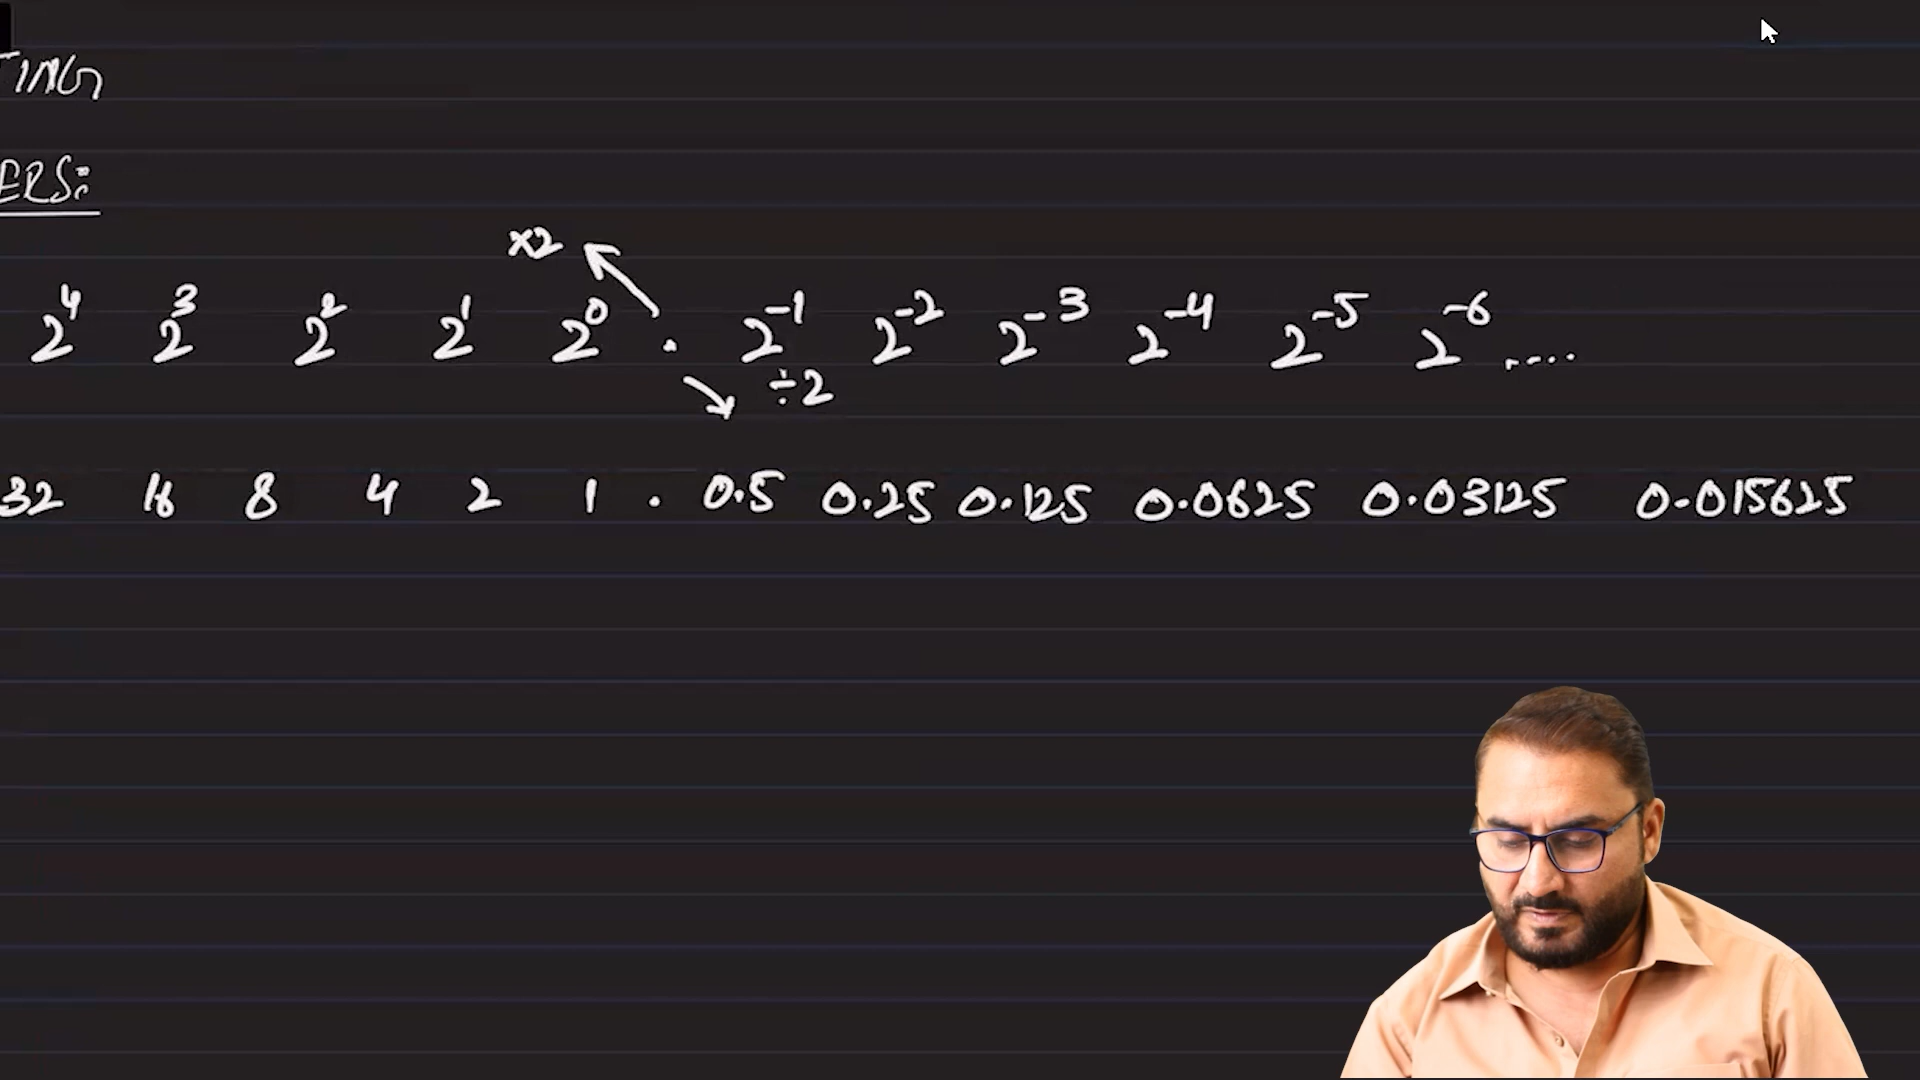 TING
ERS:
×2
2⁴ 2³ 2² 2¹ 2⁰ . 2⁻¹ 2⁻² 2⁻³ 2⁻⁴ 2⁻⁵ 2⁻⁶ .....
÷2
32 16 8 4 2 1 . 0.5 0.25 0.125 0.0625 0.03125 0.015625